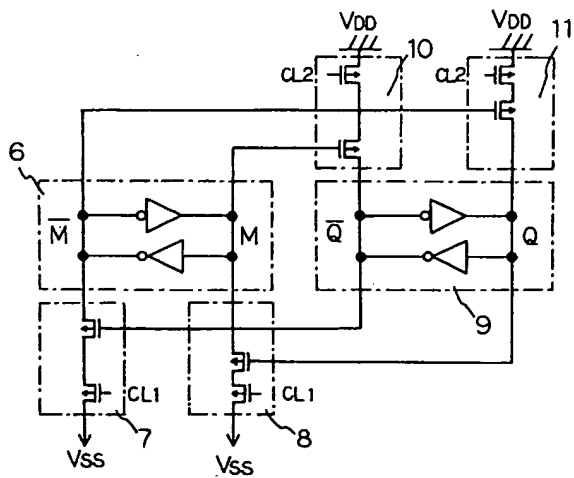 VDD VDD
10 11
CL2 CL2
6
M̅ M Q̅ Q
9
CL1 CL1
7 8
VSS VSS